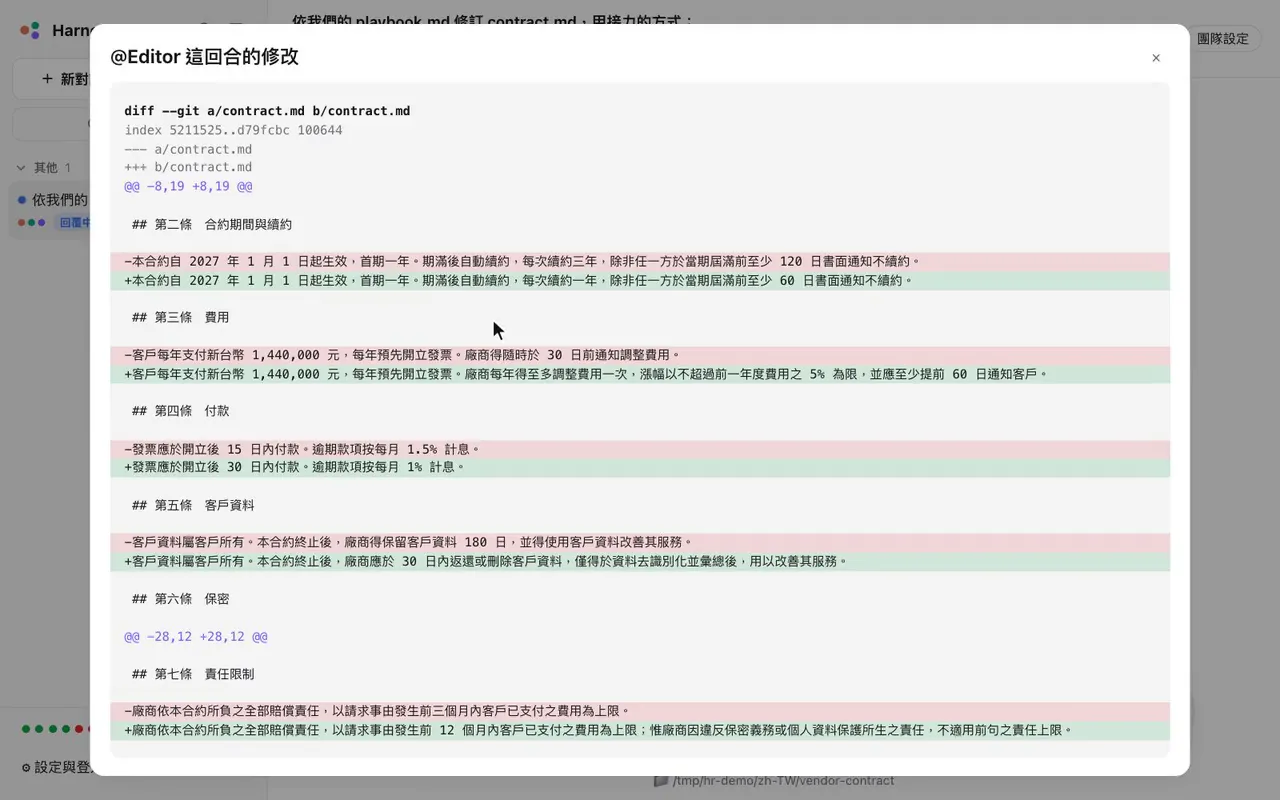 Harn
依我們的 playbook.md 修訂 contract.md，用接力的方式：
團隊設定
+ 新對
其他 1
依我們的
回覆中
設定與登
@Editor 這回合的修改
×
diff --git a/contract.md b/contract.md
index 5211525..d79fcbc 100644
--- a/contract.md
+++ b/contract.md
@@ -8,19 +8,19 @@
## 第二條 合約期間與續約
-本合約自 2027 年 1 月 1 日起生效，首期一年。期滿後自動續約，每次續約三年，除非任一方於當期屆滿前至少 120 日書面通知不續約。
+本合約自 2027 年 1 月 1 日起生效，首期一年。期滿後自動續約，每次續約一年，除非任一方於當期屆滿前至少 60 日書面通知不續約。
## 第三條 費用
-客戶每年支付新台幣 1,440,000 元，每年預先開立發票。廠商得隨時於 30 日前通知調整費用。
+客戶每年支付新台幣 1,440,000 元，每年預先開立發票。廠商每年得至多調整費用一次，漲幅以不超過前一年度費用之 5% 為限，並應至少提前 60 日通知客戶。
## 第四條 付款
-發票應於開立後 15 日內付款。逾期款項按每月 1.5% 計息。
+發票應於開立後 30 日內付款。逾期款項按每月 1% 計息。
## 第五條 客戶資料
-客戶資料屬客戶所有。本合約終止後，廠商得保留客戶資料 180 日，並得使用客戶資料改善其服務。
+客戶資料屬客戶所有。本合約終止後，廠商應於 30 日內返還或刪除客戶資料，僅得於資料去識別化並彙總後，用以改善其服務。
## 第六條 保密
@@ -28,12 +28,12 @@
## 第七條 責任限制
-廠商依本合約所負之全部賠償責任，以請求事由發生前三個月內客戶已支付之費用為上限。
+廠商依本合約所負之全部賠償責任，以請求事由發生前 12 個月內客戶已支付之費用為上限；惟廠商因違反保密義務或個人資料保護所生之責任，不適用前句之責任上限。
/tmp/hr-demo/zh-TW/vendor-contract